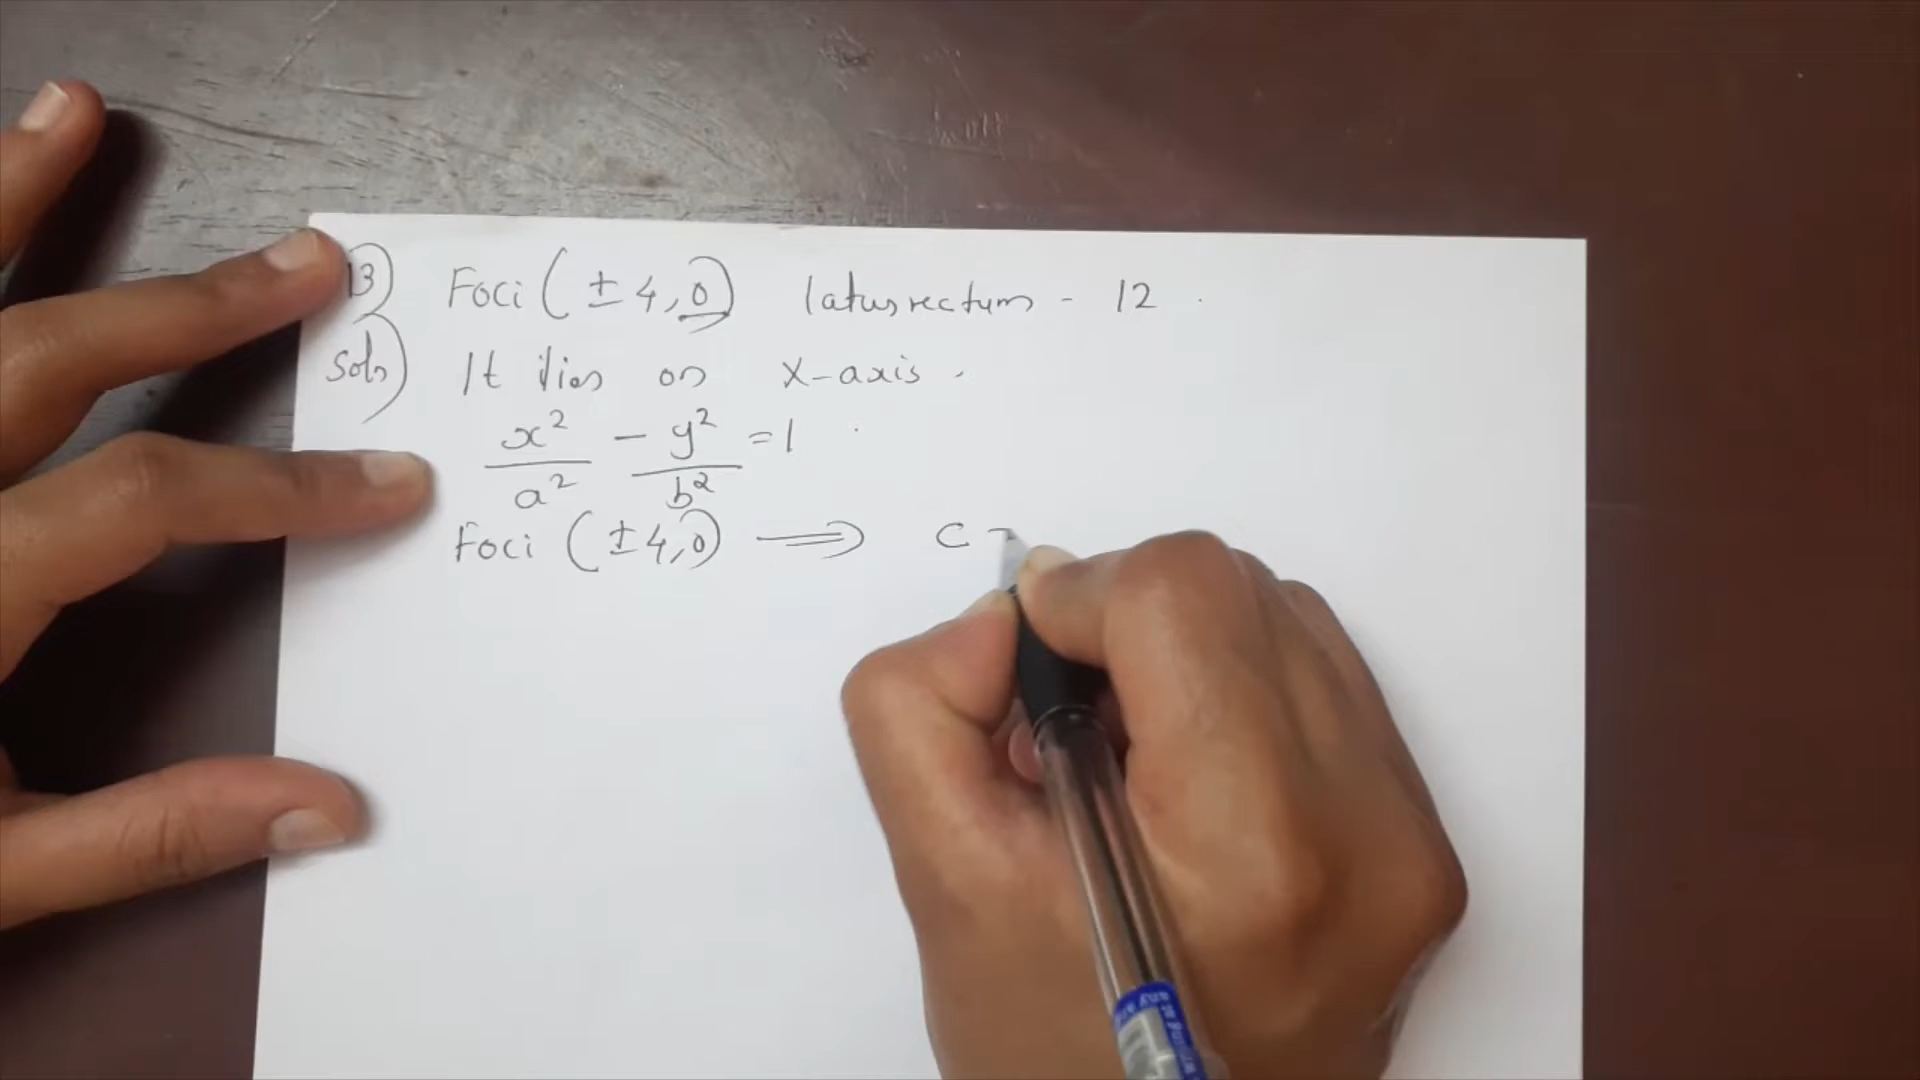 13) Foci (±4,0) latusrectum - 12 .
Soln) It lies on x-axis .
x²/a² - y²/b² = 1 .
Foci (±4,0) ⟹ c =